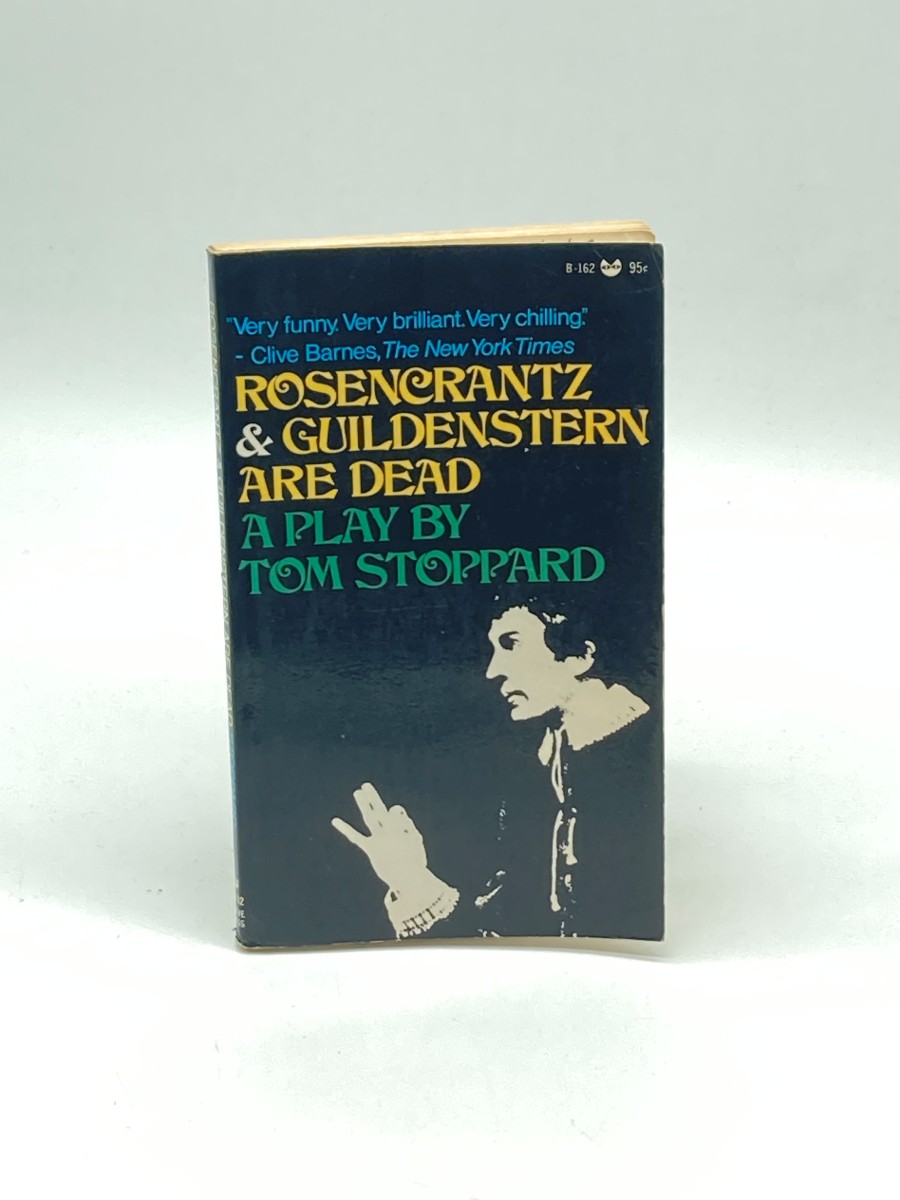 B-162 95¢
"Very funny. Very brilliant. Very chilling."
- Clive Barnes, The New York Times
ROSENCRANTZ
& GUILDENSTERN
ARE DEAD
A PLAY BY
TOM STOPPARD